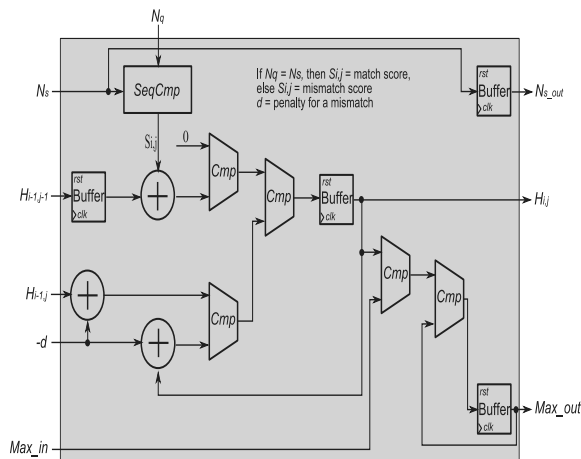 Nq
If Nq = Ns, then Si,j = match score,
else Si,j = mismatch score
d = penalty for a mismatch
rst
Buffer
clk
Ns
SeqCmp
Ns_out
Si,j
0
Cmp
Cmp
rst
Buffer
clk
rst
Buffer
clk
Hi-1,j-1
+
Hi,j
Cmp
Cmp
Hi-1,j
+
Cmp
-d
+
rst
Buffer
clk
Max_out
Max_in